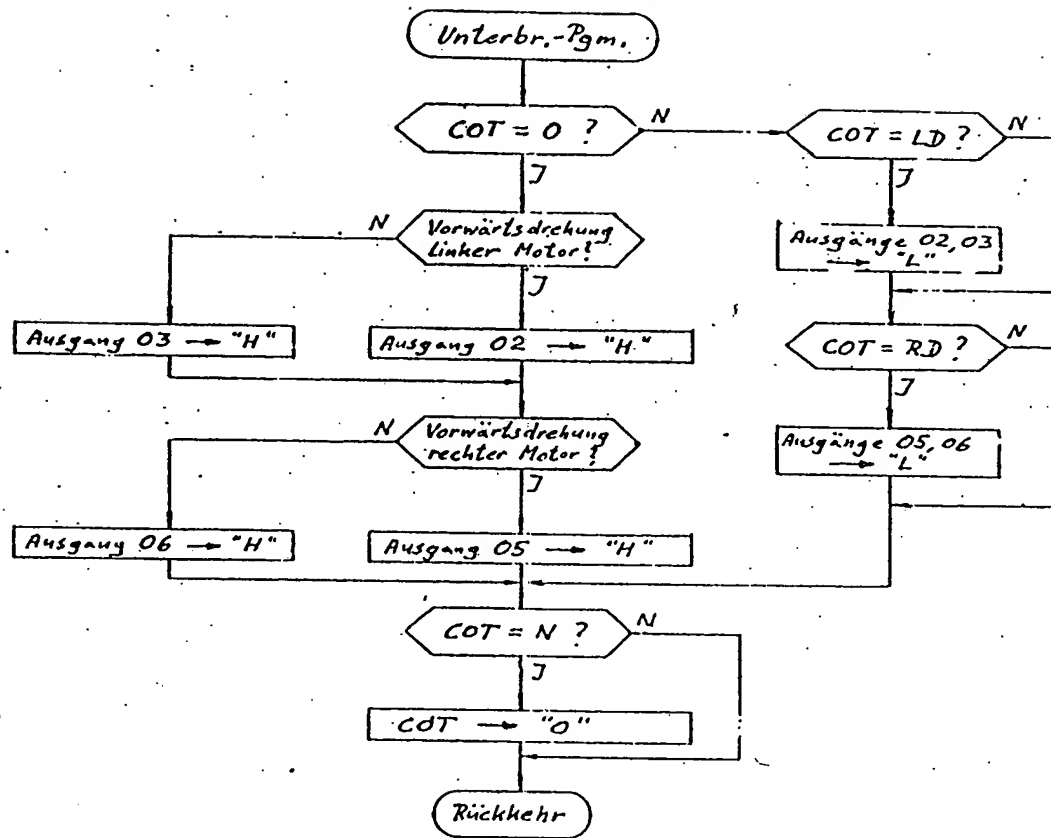 Unterbr.-Pgm.
COT = 0 ?
N
COT = LD ?
N
J
J
Vorwärtsdrehung
linker Motor?
N
Ausgänge 02, 03
→ "L"
J
Ausgang 03 → "H"
Ausgang 02 → "H"
COT = RD ?
N
J
Vorwärtsdrehung
rechter Motor?
N
Ausgänge 05, 06
→ "L"
J
Ausgang 06 → "H"
Ausgang 05 → "H"
COT = N ?
N
J
COT → "0"
Rückkehr